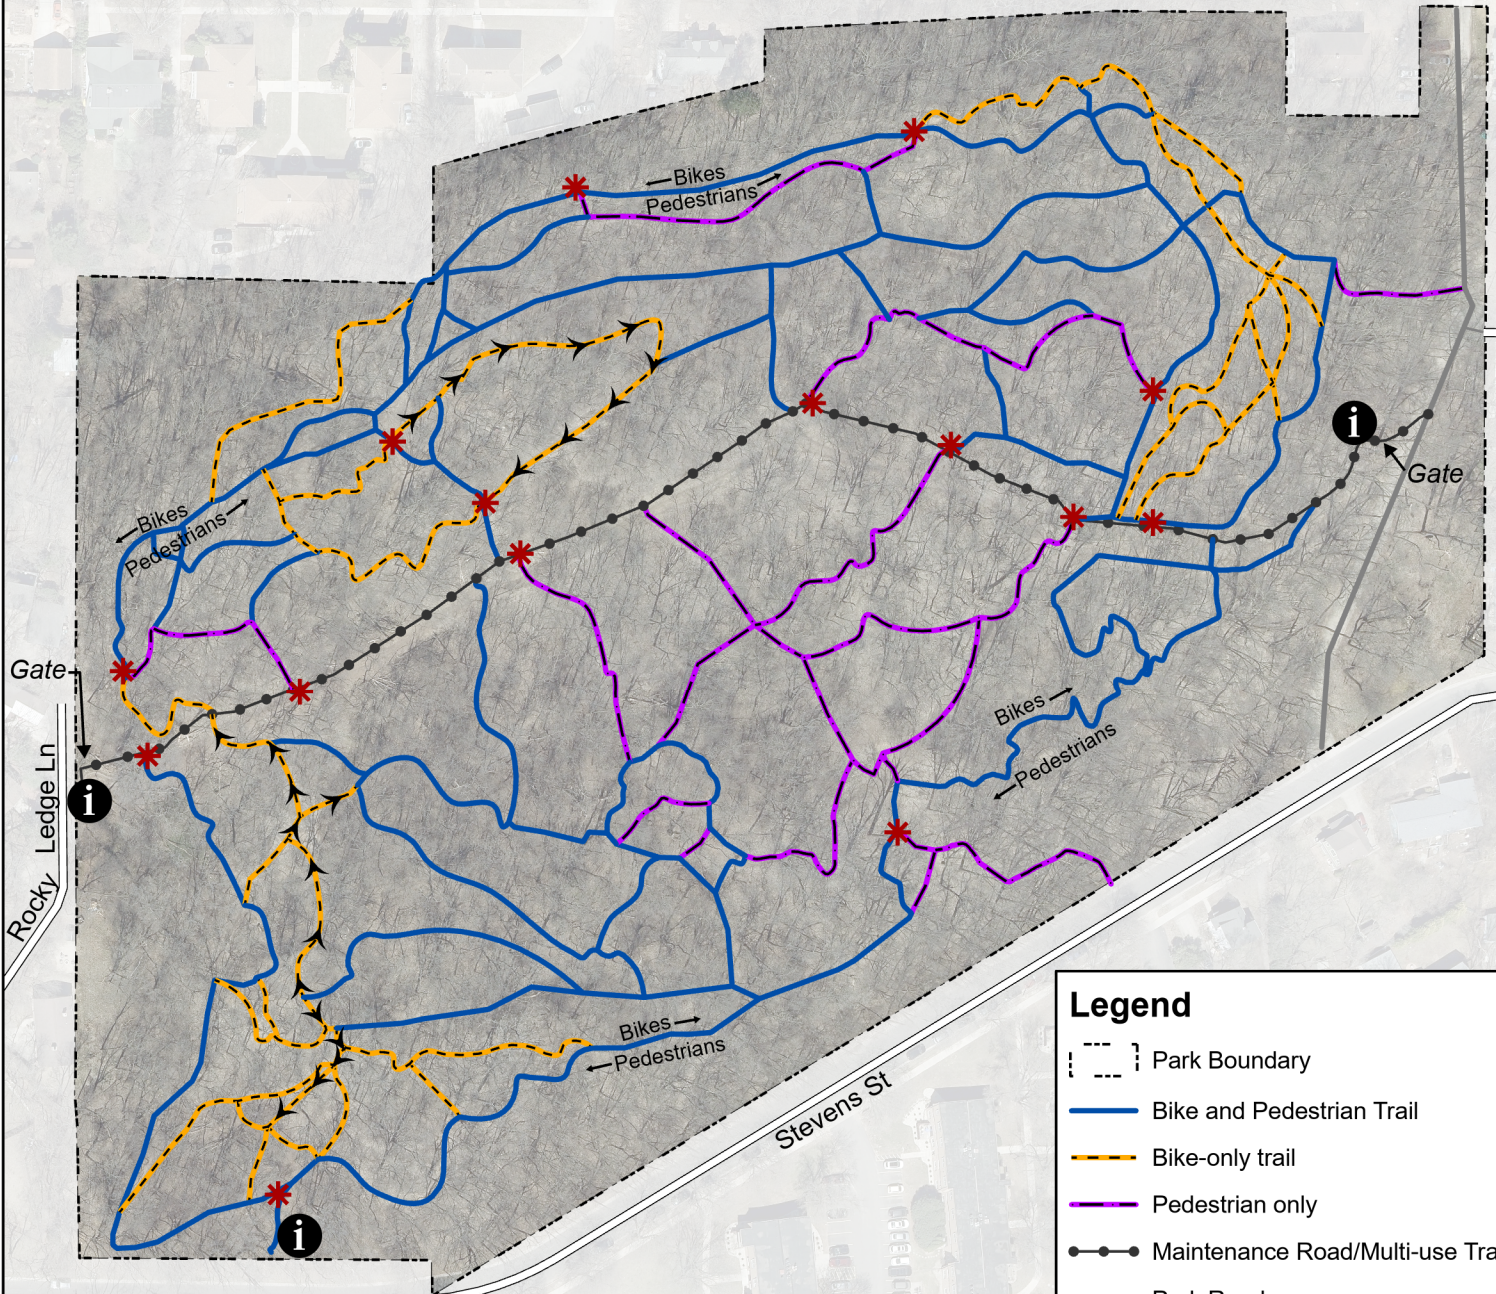 Bikes
Pedestrians
Bikes
Pedestrians
i
Gate
Gate
i
Rocky Ledge Ln
Bikes
Pedestrians
Bikes
Pedestrians
Stevens St
i
Legend
Park Boundary
Bike and Pedestrian Trail
Bike-only trail
Pedestrian only
Maintenance Road/Multi-use Tra